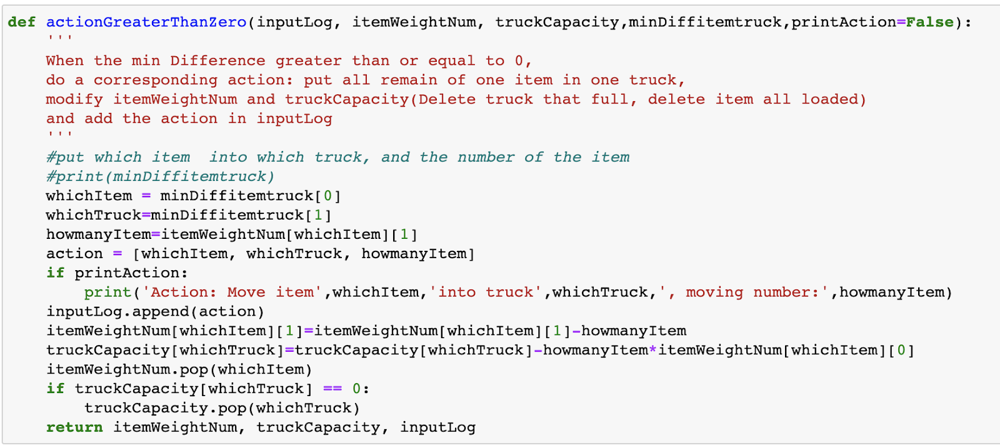 def actionGreaterThanZero(inputLog, itemWeightNum, truckCapacity,minDiffitemtruck,printAction=False):
    '''
    When the min Difference greater than or equal to 0,
    do a corresponding action: put all remain of one item in one truck,
    modify itemWeightNum and truckCapacity(Delete truck that full, delete item all loaded)
    and add the action in inputLog
    '''
    #put which item  into which truck, and the number of the item
    #print(minDiffitemtruck)
    whichItem = minDiffitemtruck[0]
    whichTruck=minDiffitemtruck[1]
    howmanyItem=itemWeightNum[whichItem][1]
    action = [whichItem, whichTruck, howmanyItem]
    if printAction:
        print('Action: Move item',whichItem,'into truck',whichTruck,', moving number:',howmanyItem)
    inputLog.append(action)
    itemWeightNum[whichItem][1]=itemWeightNum[whichItem][1]-howmanyItem
    truckCapacity[whichTruck]=truckCapacity[whichTruck]-howmanyItem*itemWeightNum[whichItem][0]
    itemWeightNum.pop(whichItem)
    if truckCapacity[whichTruck] == 0:
        truckCapacity.pop(whichTruck)
    return itemWeightNum, truckCapacity, inputLog